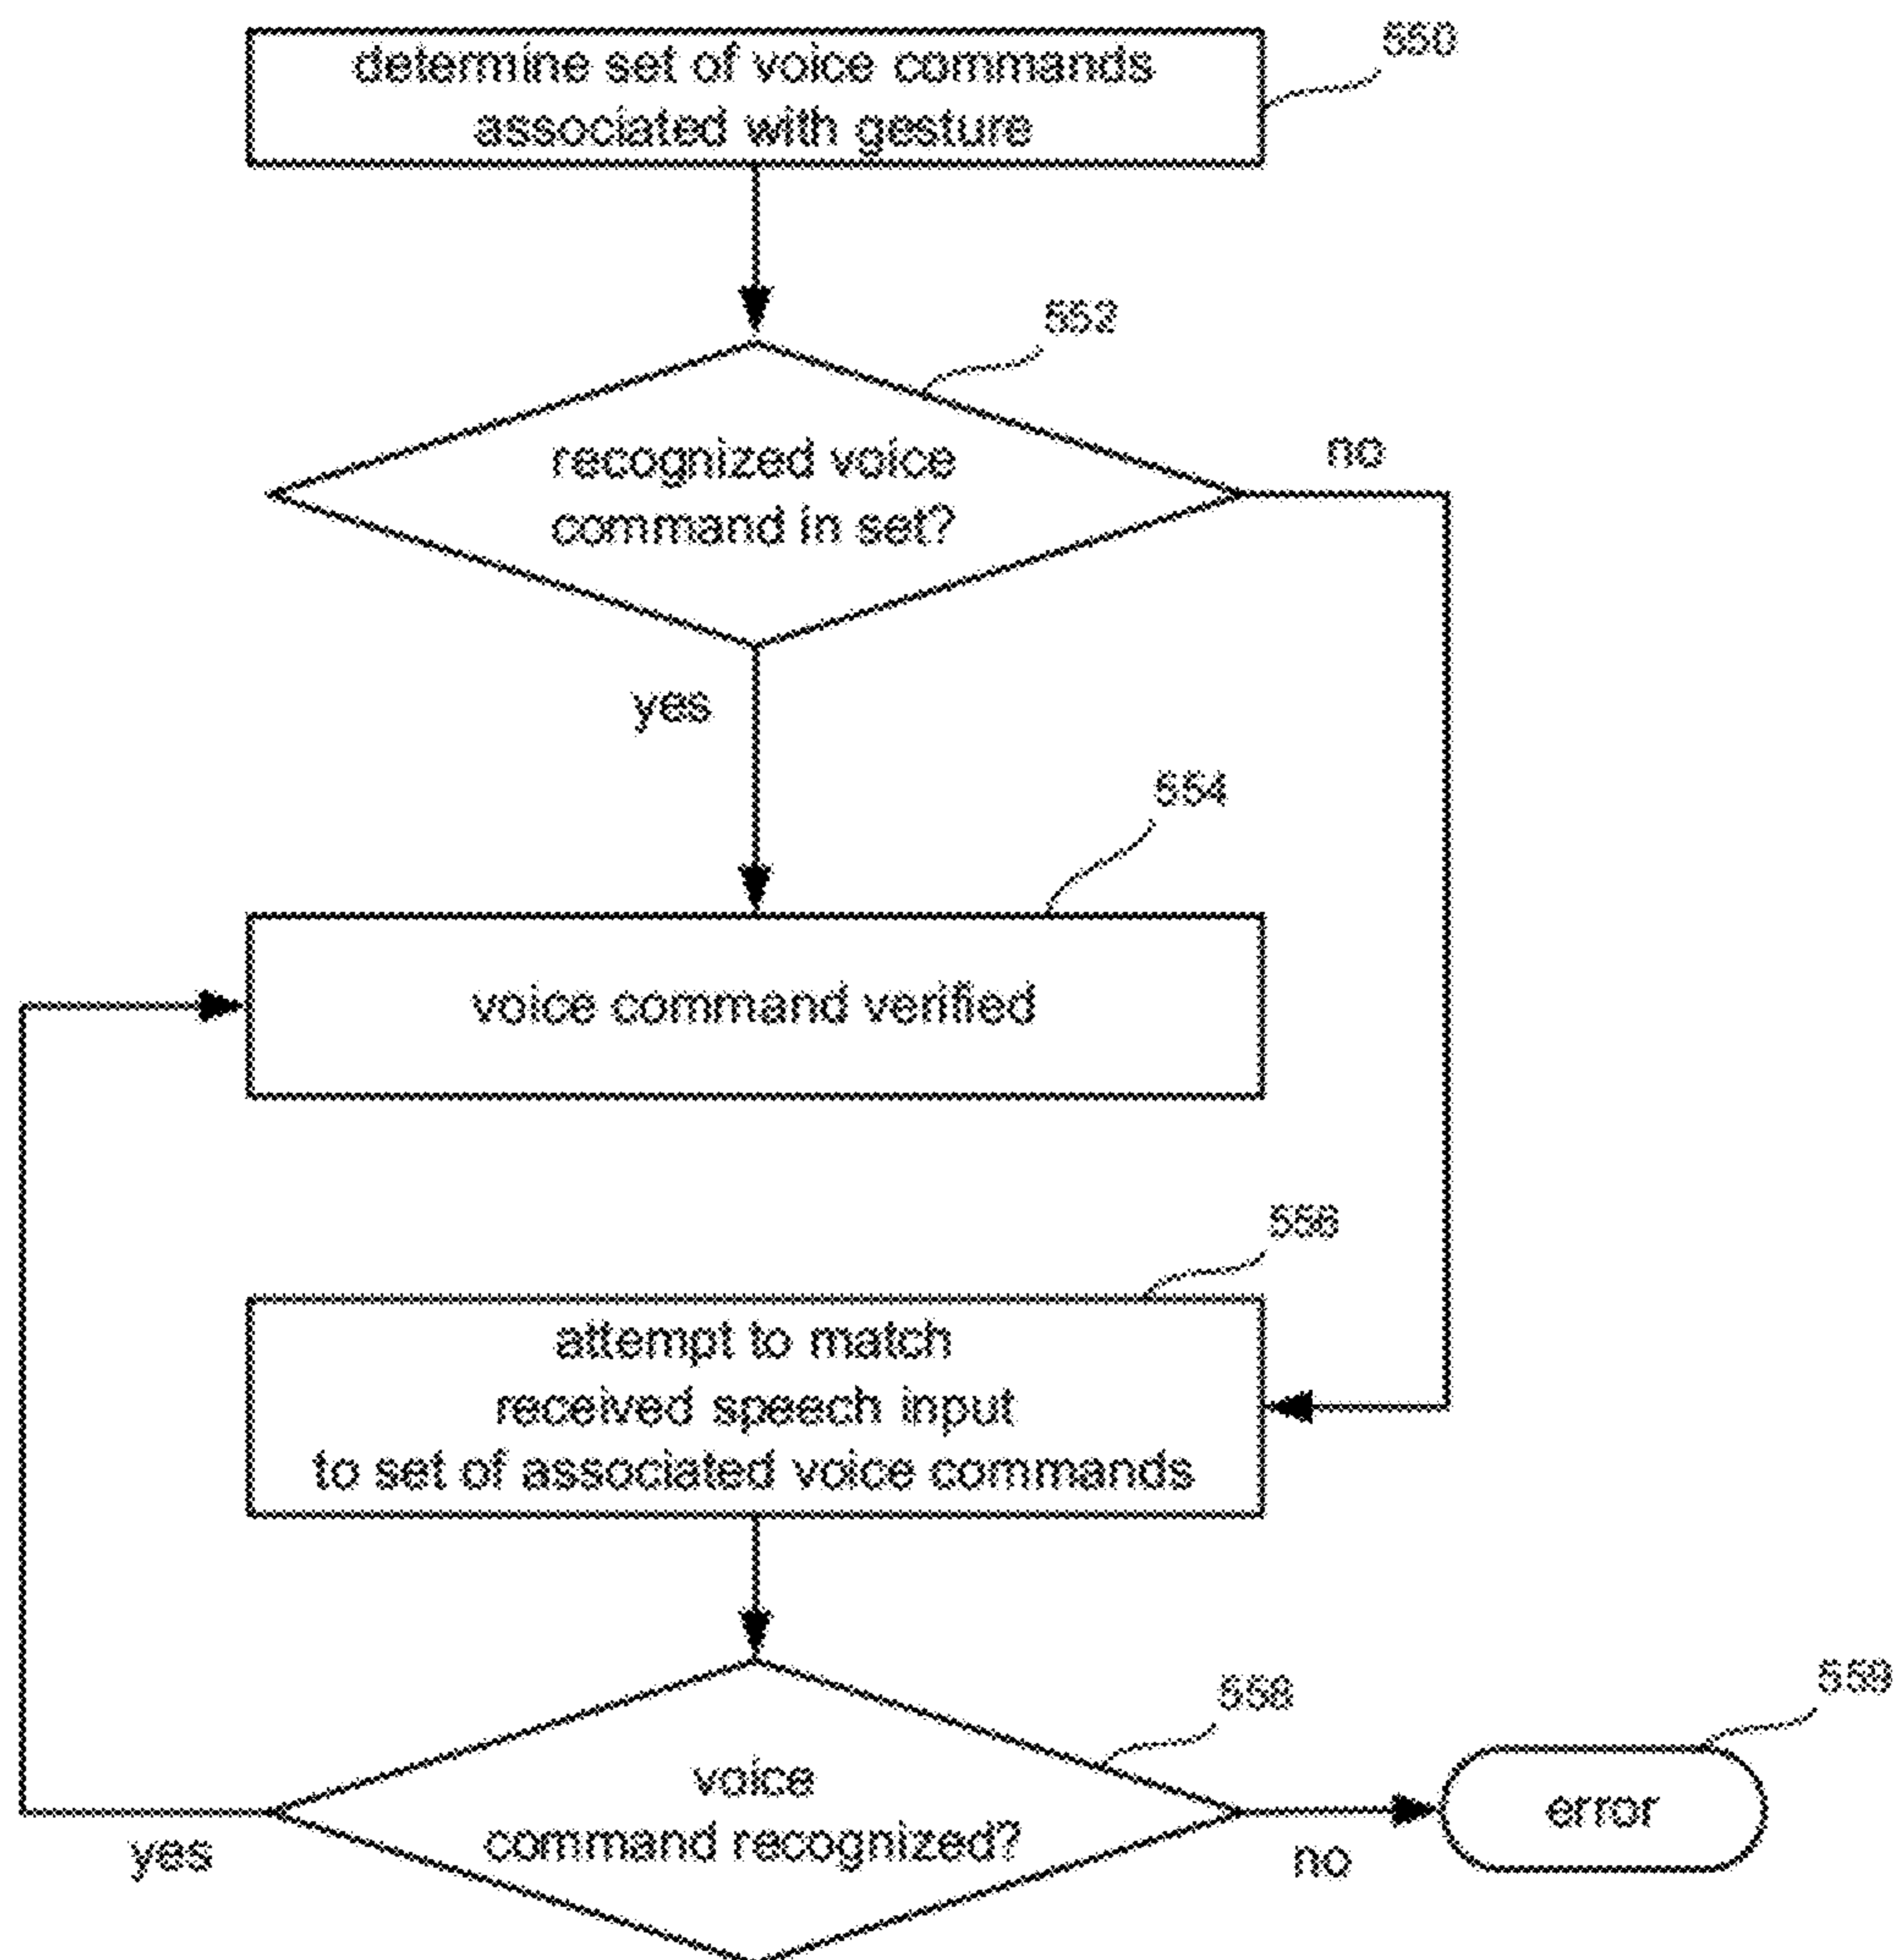 determine set of voice commands
associated with gesture
550
552
recognized voice
command in set?
no
yes
554
voice command verified
556
attempt to match
received speech input
to set of associated voice commands
558
559
voice
command recognized?
error
yes
no